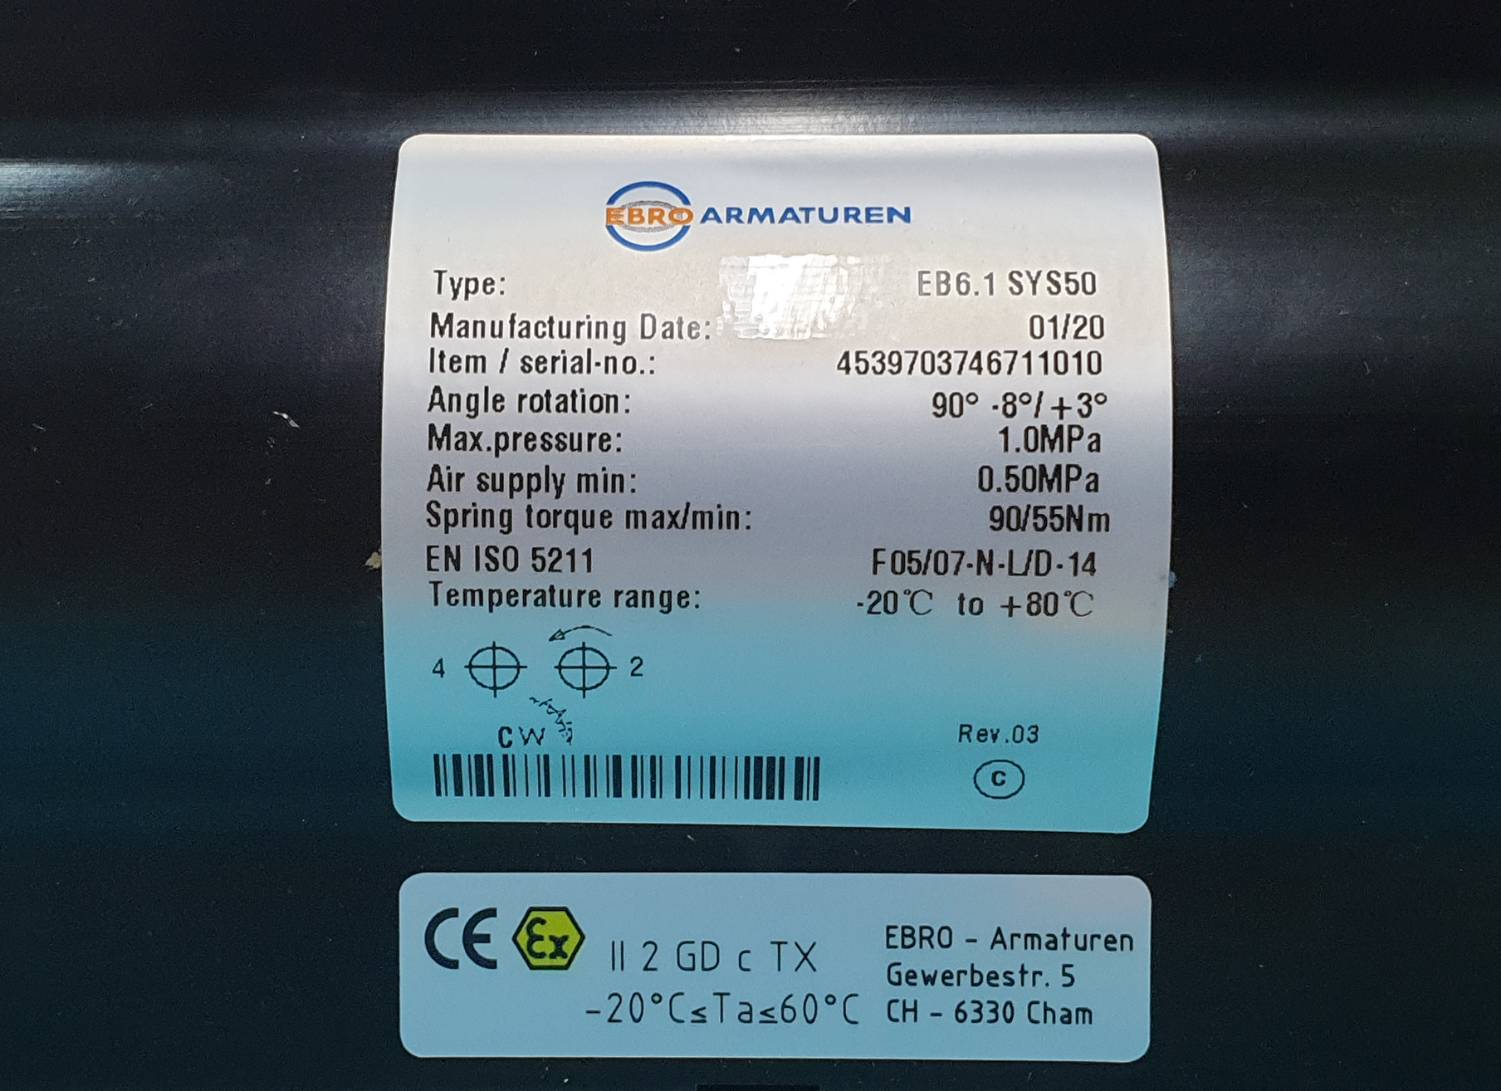 EBRO ARMATUREN
Type: EB6.1 SYS50
Manufacturing Date: 01/20
Item / serial-no.: 4539703746711010
Angle rotation: 90° -8°/+3°
Max.pressure: 1.0MPa
Air supply min: 0.50MPa
Spring torque max/min: 90/55Nm
EN ISO 5211 F05/07-N-L/D-14
Temperature range: -20℃ to +80℃
4 2
CW
Rev.03
C
CE Ex II 2 GD c TX
-20°C≤Ta≤60°C
EBRO - Armaturen
Gewerbestr. 5
CH - 6330 Cham